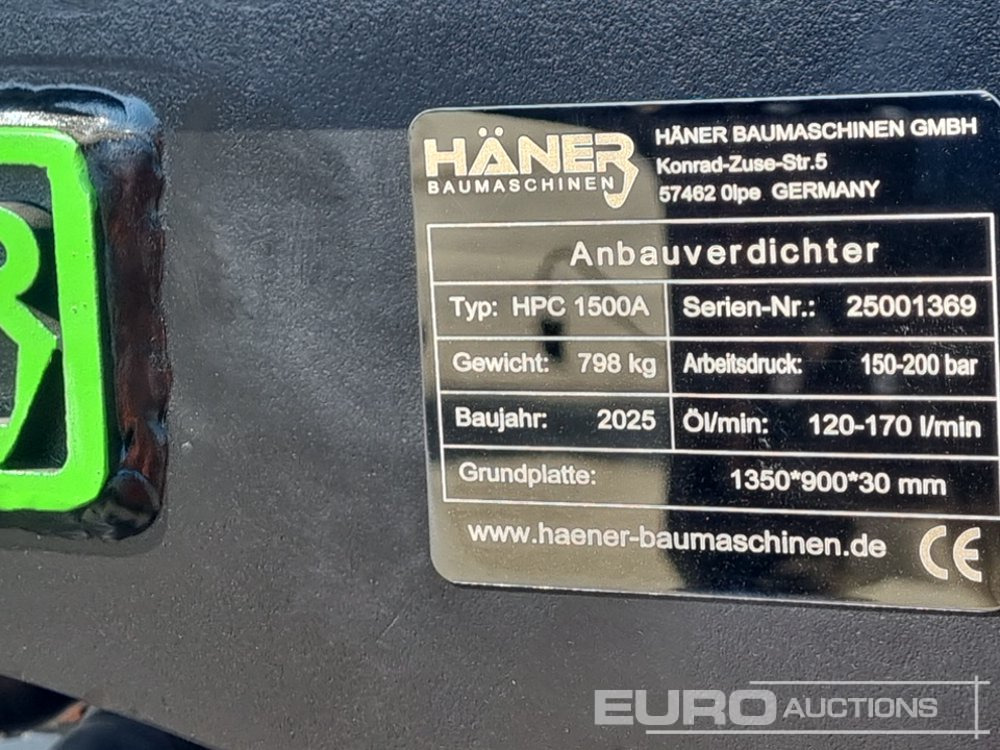 HÄNER
BAUMASCHINEN
HÄNER BAUMASCHINEN GMBH
Konrad-Zuse-Str.5
57462 Olpe GERMANY
Anbauverdichter
Typ: HPC 1500A
Serien-Nr.: 25001369
Gewicht: 798 kg
Arbeitsdruck: 150-200 bar
Baujahr: 2025
Öl/min: 120-170 l/min
Grundplatte: 1350*900*30 mm
www.haener-baumaschinen.de
CE
EURO AUCTIONS